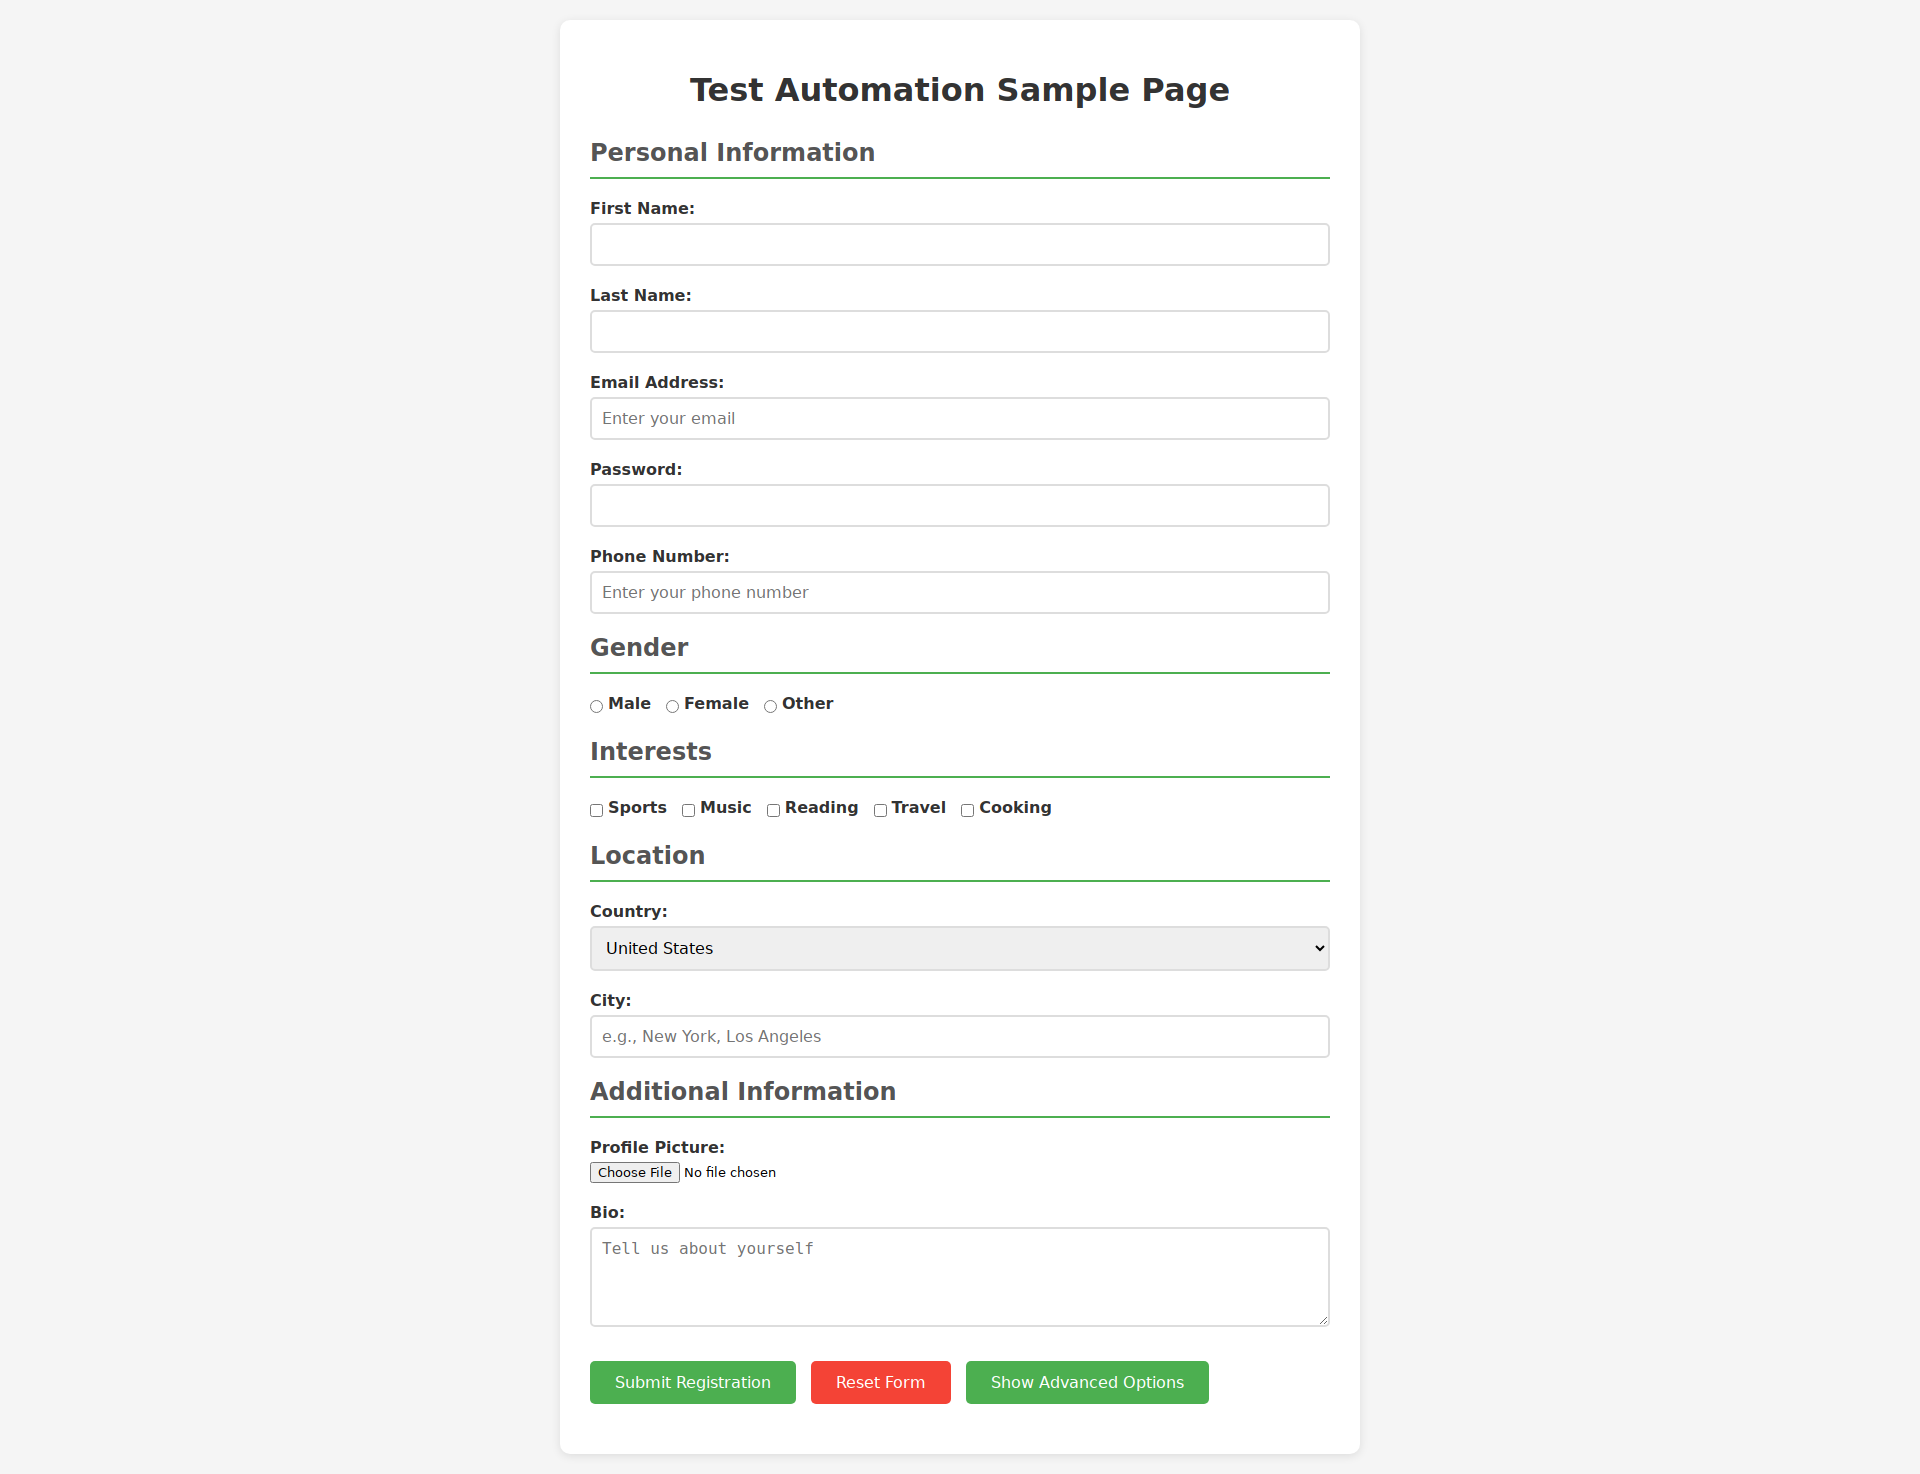 Test Automation Sample Page
Personal Information
First Name:
Last Name:
Email Address:
Enter your email
Password:
Phone Number:
Enter your phone number
Gender
Male Female Other
Interests
Sports Music Reading Travel Cooking
Location
Country:
United States
City:
e.g., New York, Los Angeles
Additional Information
Profile Picture:
Choose File No file chosen
Bio:
Tell us about yourself
Submit Registration Reset Form Show Advanced Options